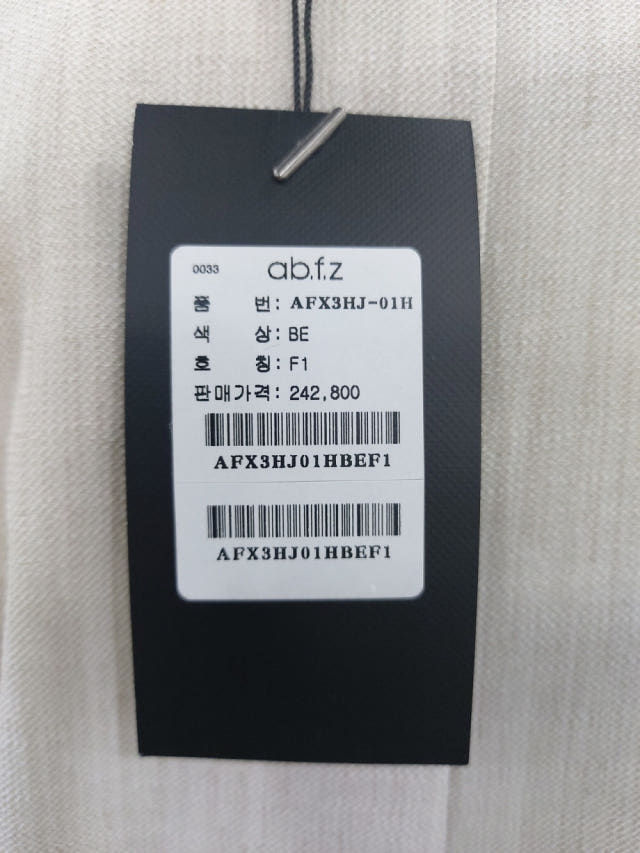 0033 ab.f.z
품 번: AFX3HJ-01H
색 상: BE
호 칭: F1
판매가격: 242,800
AFX3HJ01HBEF1
AFX3HJ01HBEF1